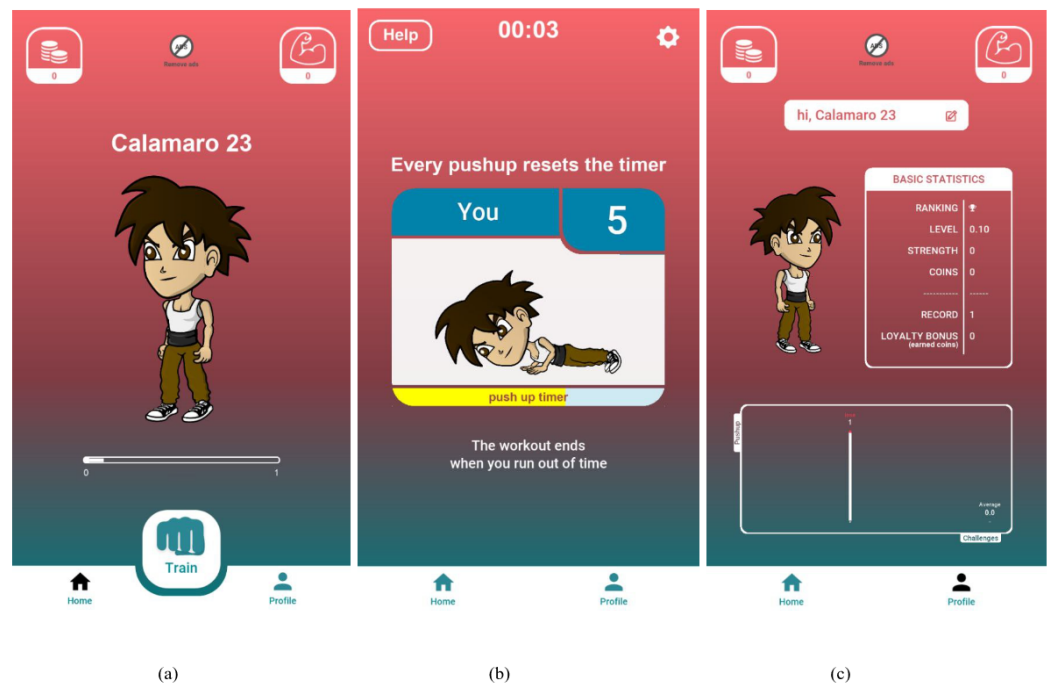 ADS
0
Remove ads
0
Calamaro 23
0 1
Train
Home
Profile
(a)
Help
00:03
Every pushup resets the timer
You
5
push up timer
The workout ends
when you run out of time
Home
Profile
(b)
ADS
0
Remove ads
0
hi, Calamaro 23
BASIC STATISTICS
RANKING
LEVEL 0.10
STRENGTH 0
COINS 0
----------- ------
RECORD 1
LOYALTY BONUS 0
(earned coins)
Pushup
1
Average
0.0
-
Challenges
Home
Profile
(c)